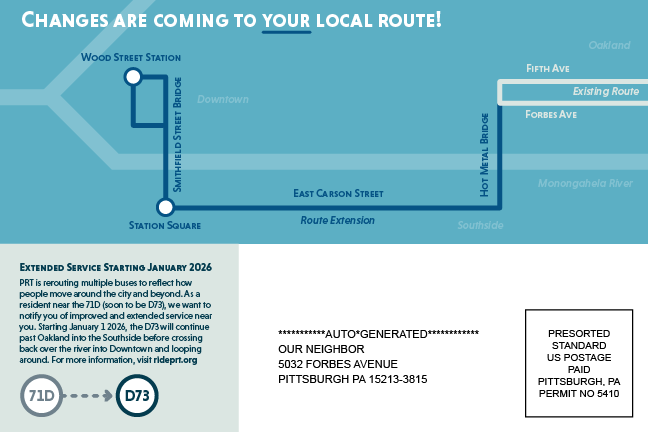 CHANGES ARE COMING TO YOUR LOCAL ROUTE!
Oakland
WOOD STREET STATION
FIFTH AVE
Existing Route
Downtown
FORBES AVE
SMITHFIELD STREET BRIDGE
HOT METAL BRIDGE
Monongahela River
EAST CARSON STREET
Route Extension
STATION SQUARE
Southside
EXTENDED SERVICE STARTING JANUARY 2026
PRT is rerouting multiple buses to reflect how
people move around the city and beyond. As a
resident near the 71D (soon to be D73), we want to
notify you of improved and extended service near
you. Starting January 1 2026, the D73 will continue
past Oakland into the Southside before crossing
back over the river into Downtown and looping
around. For more information, visit rideprt.org
71D
D73
***********AUTO*GENERATED************
OUR NEIGHBOR
5032 FORBES AVENUE
PITTSBURGH PA 15213-3815
PRESORTED
STANDARD
US POSTAGE
PAID
PITTSBURGH, PA
PERMIT NO 5410